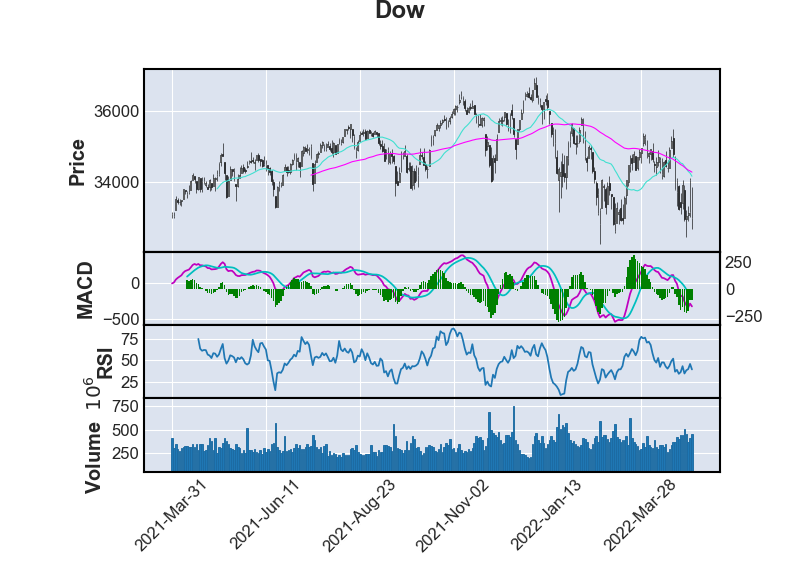 Dow
Price
36000
34000
MACD
0
−500
250
0
−250
RSI
75
50
25
Volume 10^6
750
500
250
2021-Mar-31
2021-Jun-11
2021-Aug-23
2021-Nov-02
2022-Jan-13
2022-Mar-28